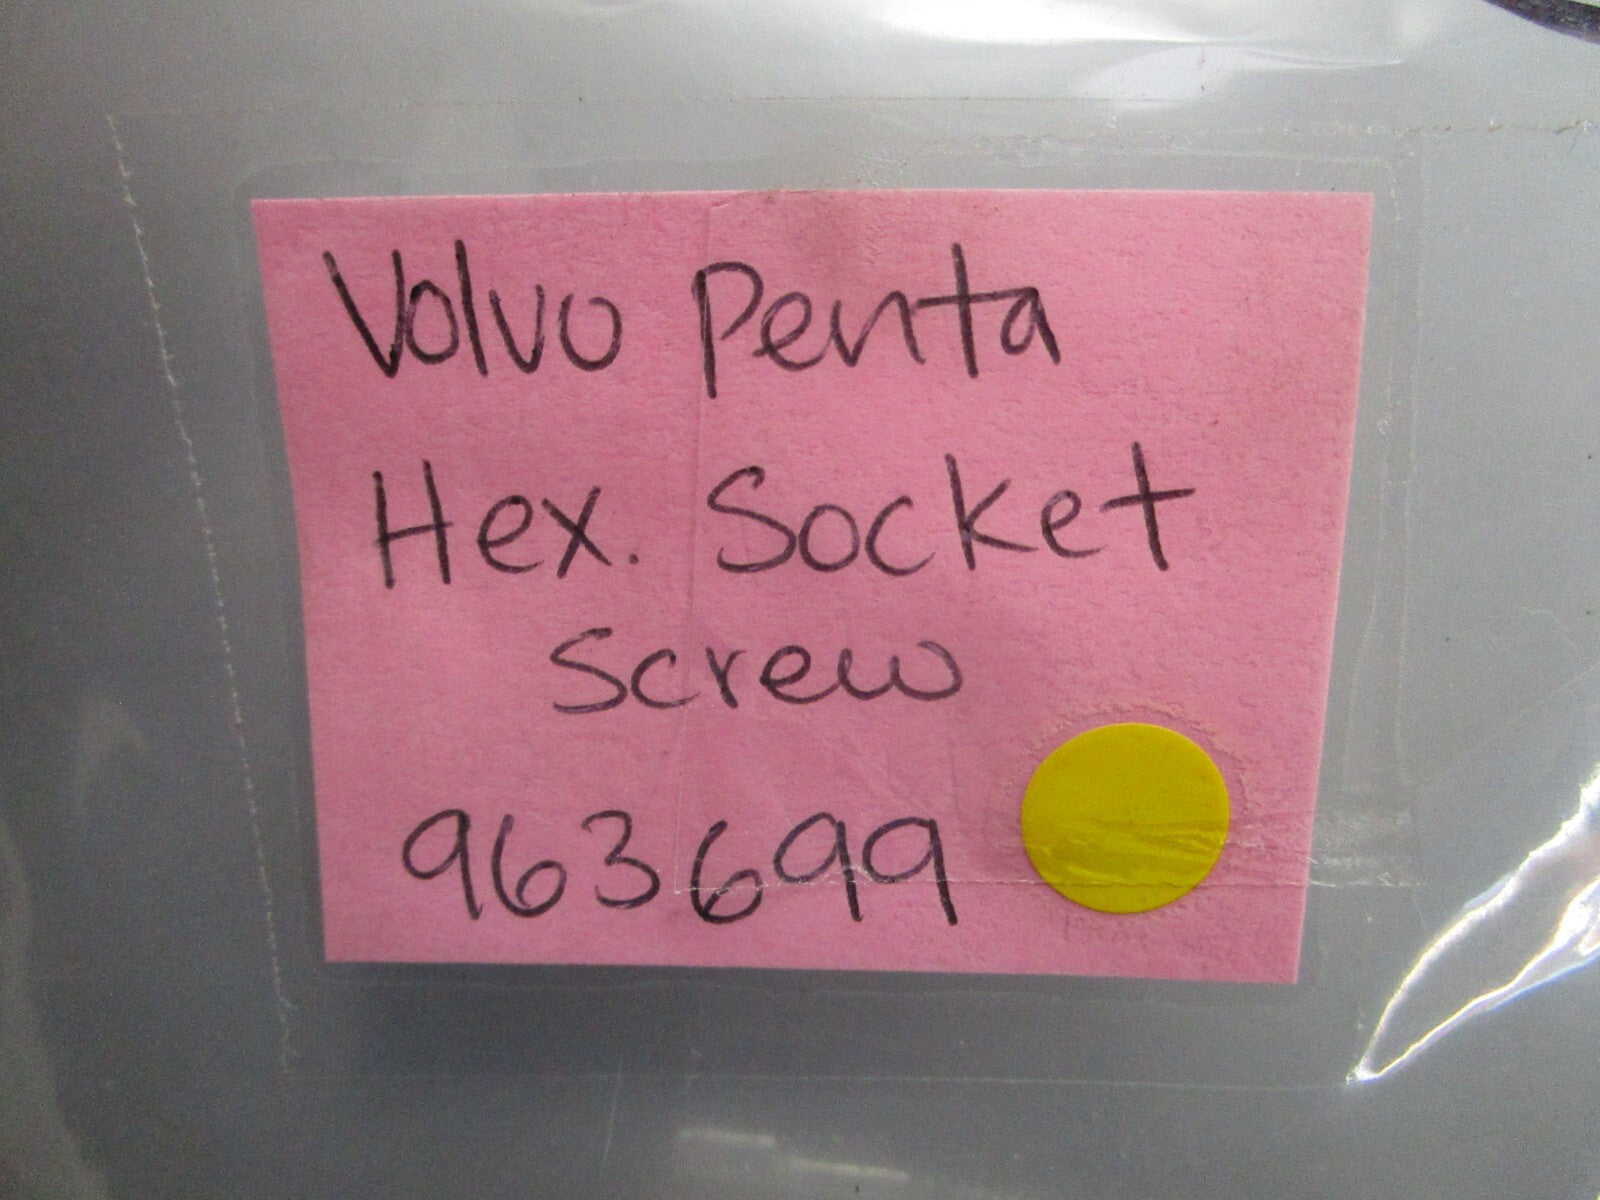 Volvo Penta
Hex. Socket
Screw
963699